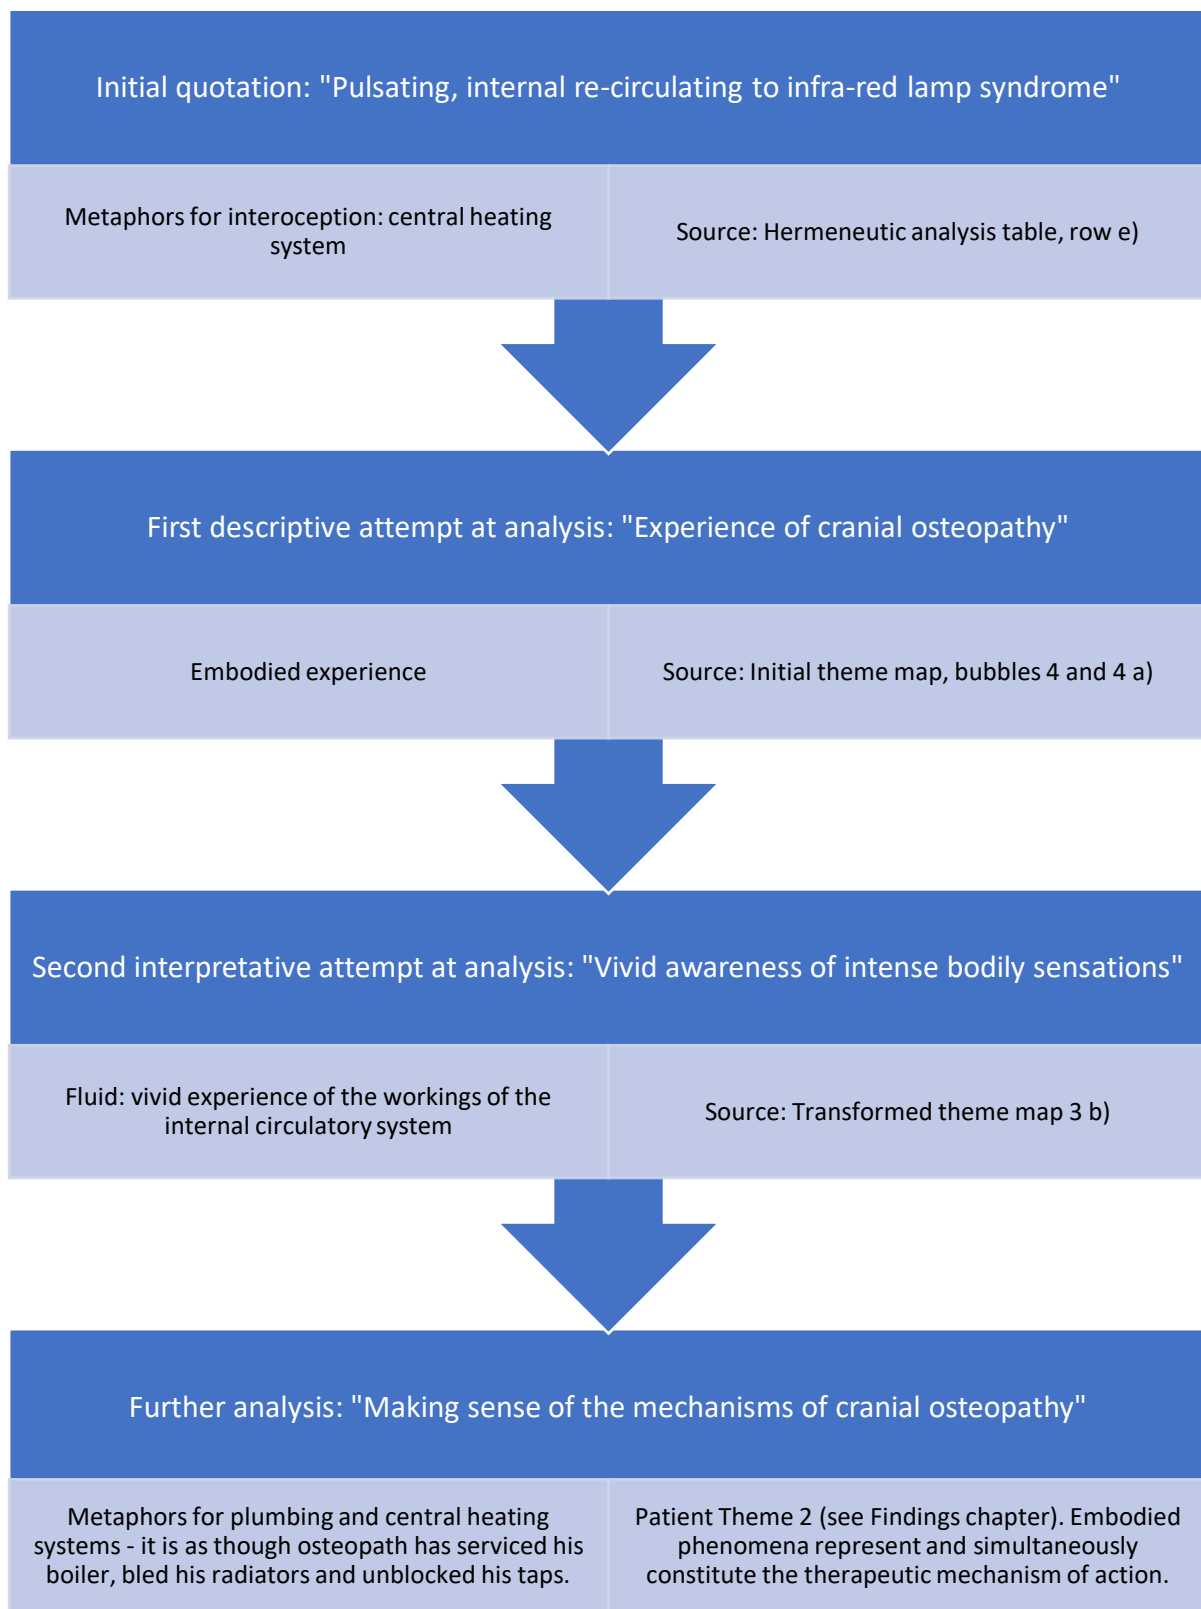 Initial quotation: "Pulsating, internal re-circulating to infra-red lamp syndrome"
Metaphors for interoception: central heating
system
Source: Hermeneutic analysis table, row e)
First descriptive attempt at analysis: "Experience of cranial osteopathy"
Embodied experience
Source: Initial theme map, bubbles 4 and 4 a)
Second interpretative attempt at analysis: "Vivid awareness of intense bodily sensations"
Fluid: vivid experience of the workings of the
internal circulatory system
Source: Transformed theme map 3 b)
Further analysis: "Making sense of the mechanisms of cranial osteopathy"
Metaphors for plumbing and central heating
systems - it is as though osteopath has serviced his
boiler, bled his radiators and unblocked his taps.
Patient Theme 2 (see Findings chapter). Embodied
phenomena represent and simultaneously
constitute the therapeutic mechanism of action.